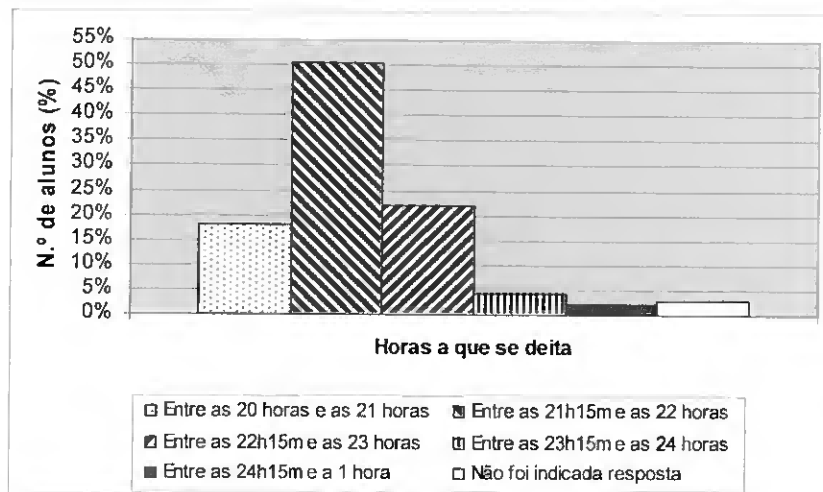 55%
50%
45%
40%
35%
30%
25%
20%
15%
10%
5%
0%
N.º de alunos (%)
Horas a que se deita
Entre as 20 horas e as 21 horas
Entre as 21h15m e as 22 horas
Entre as 22h15m e as 23 horas
Entre as 23h15m e as 24 horas
Entre as 24h15m e a 1 hora
Não foi indicada resposta